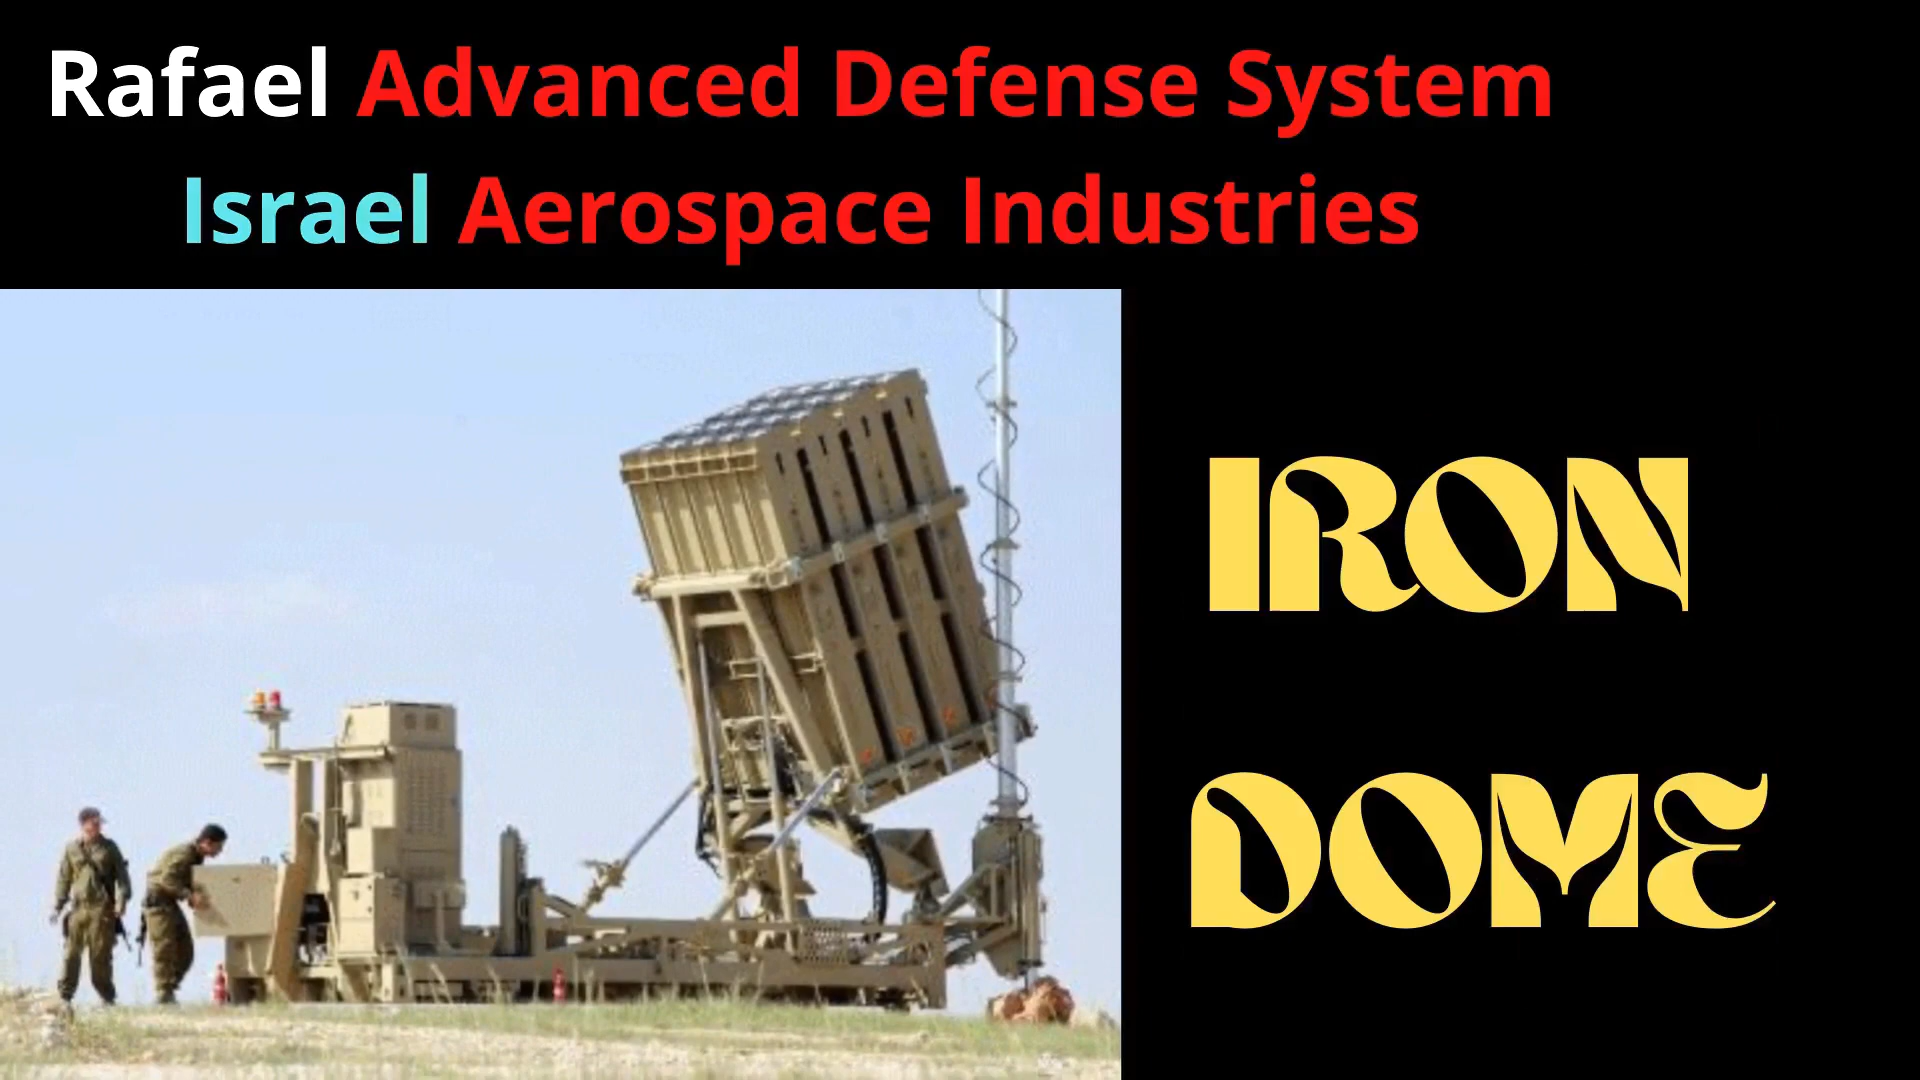 Rafael Advanced Defense System
Israel Aerospace Industries
IRON
DOME